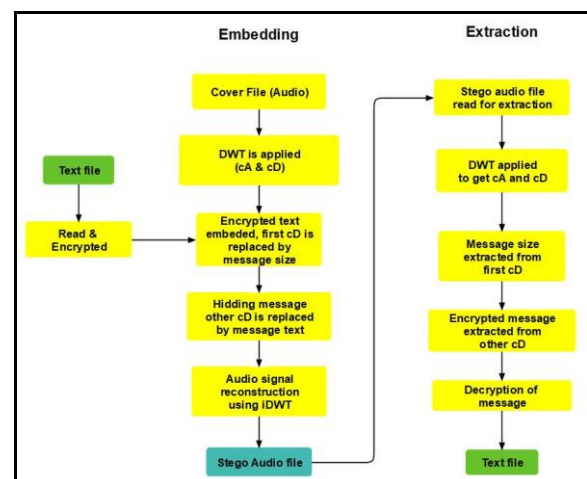 Embedding
Cover File (Audio)
DWT is applied
(cA & cD)
Text file
Read &
Encrypted
Encrypted text
embeded, first cD is
replaced by
message size
Hidding message
other cD is replaced
by message text
Audio signal
reconstruction
using iDWT
Stego Audio file
Extraction
Stego audio file
read for extraction
DWT applied
to get cA and cD
Message size
extracted from
first cD
Encrypted message
extracted from
other cD
Decryption of
message
Text file